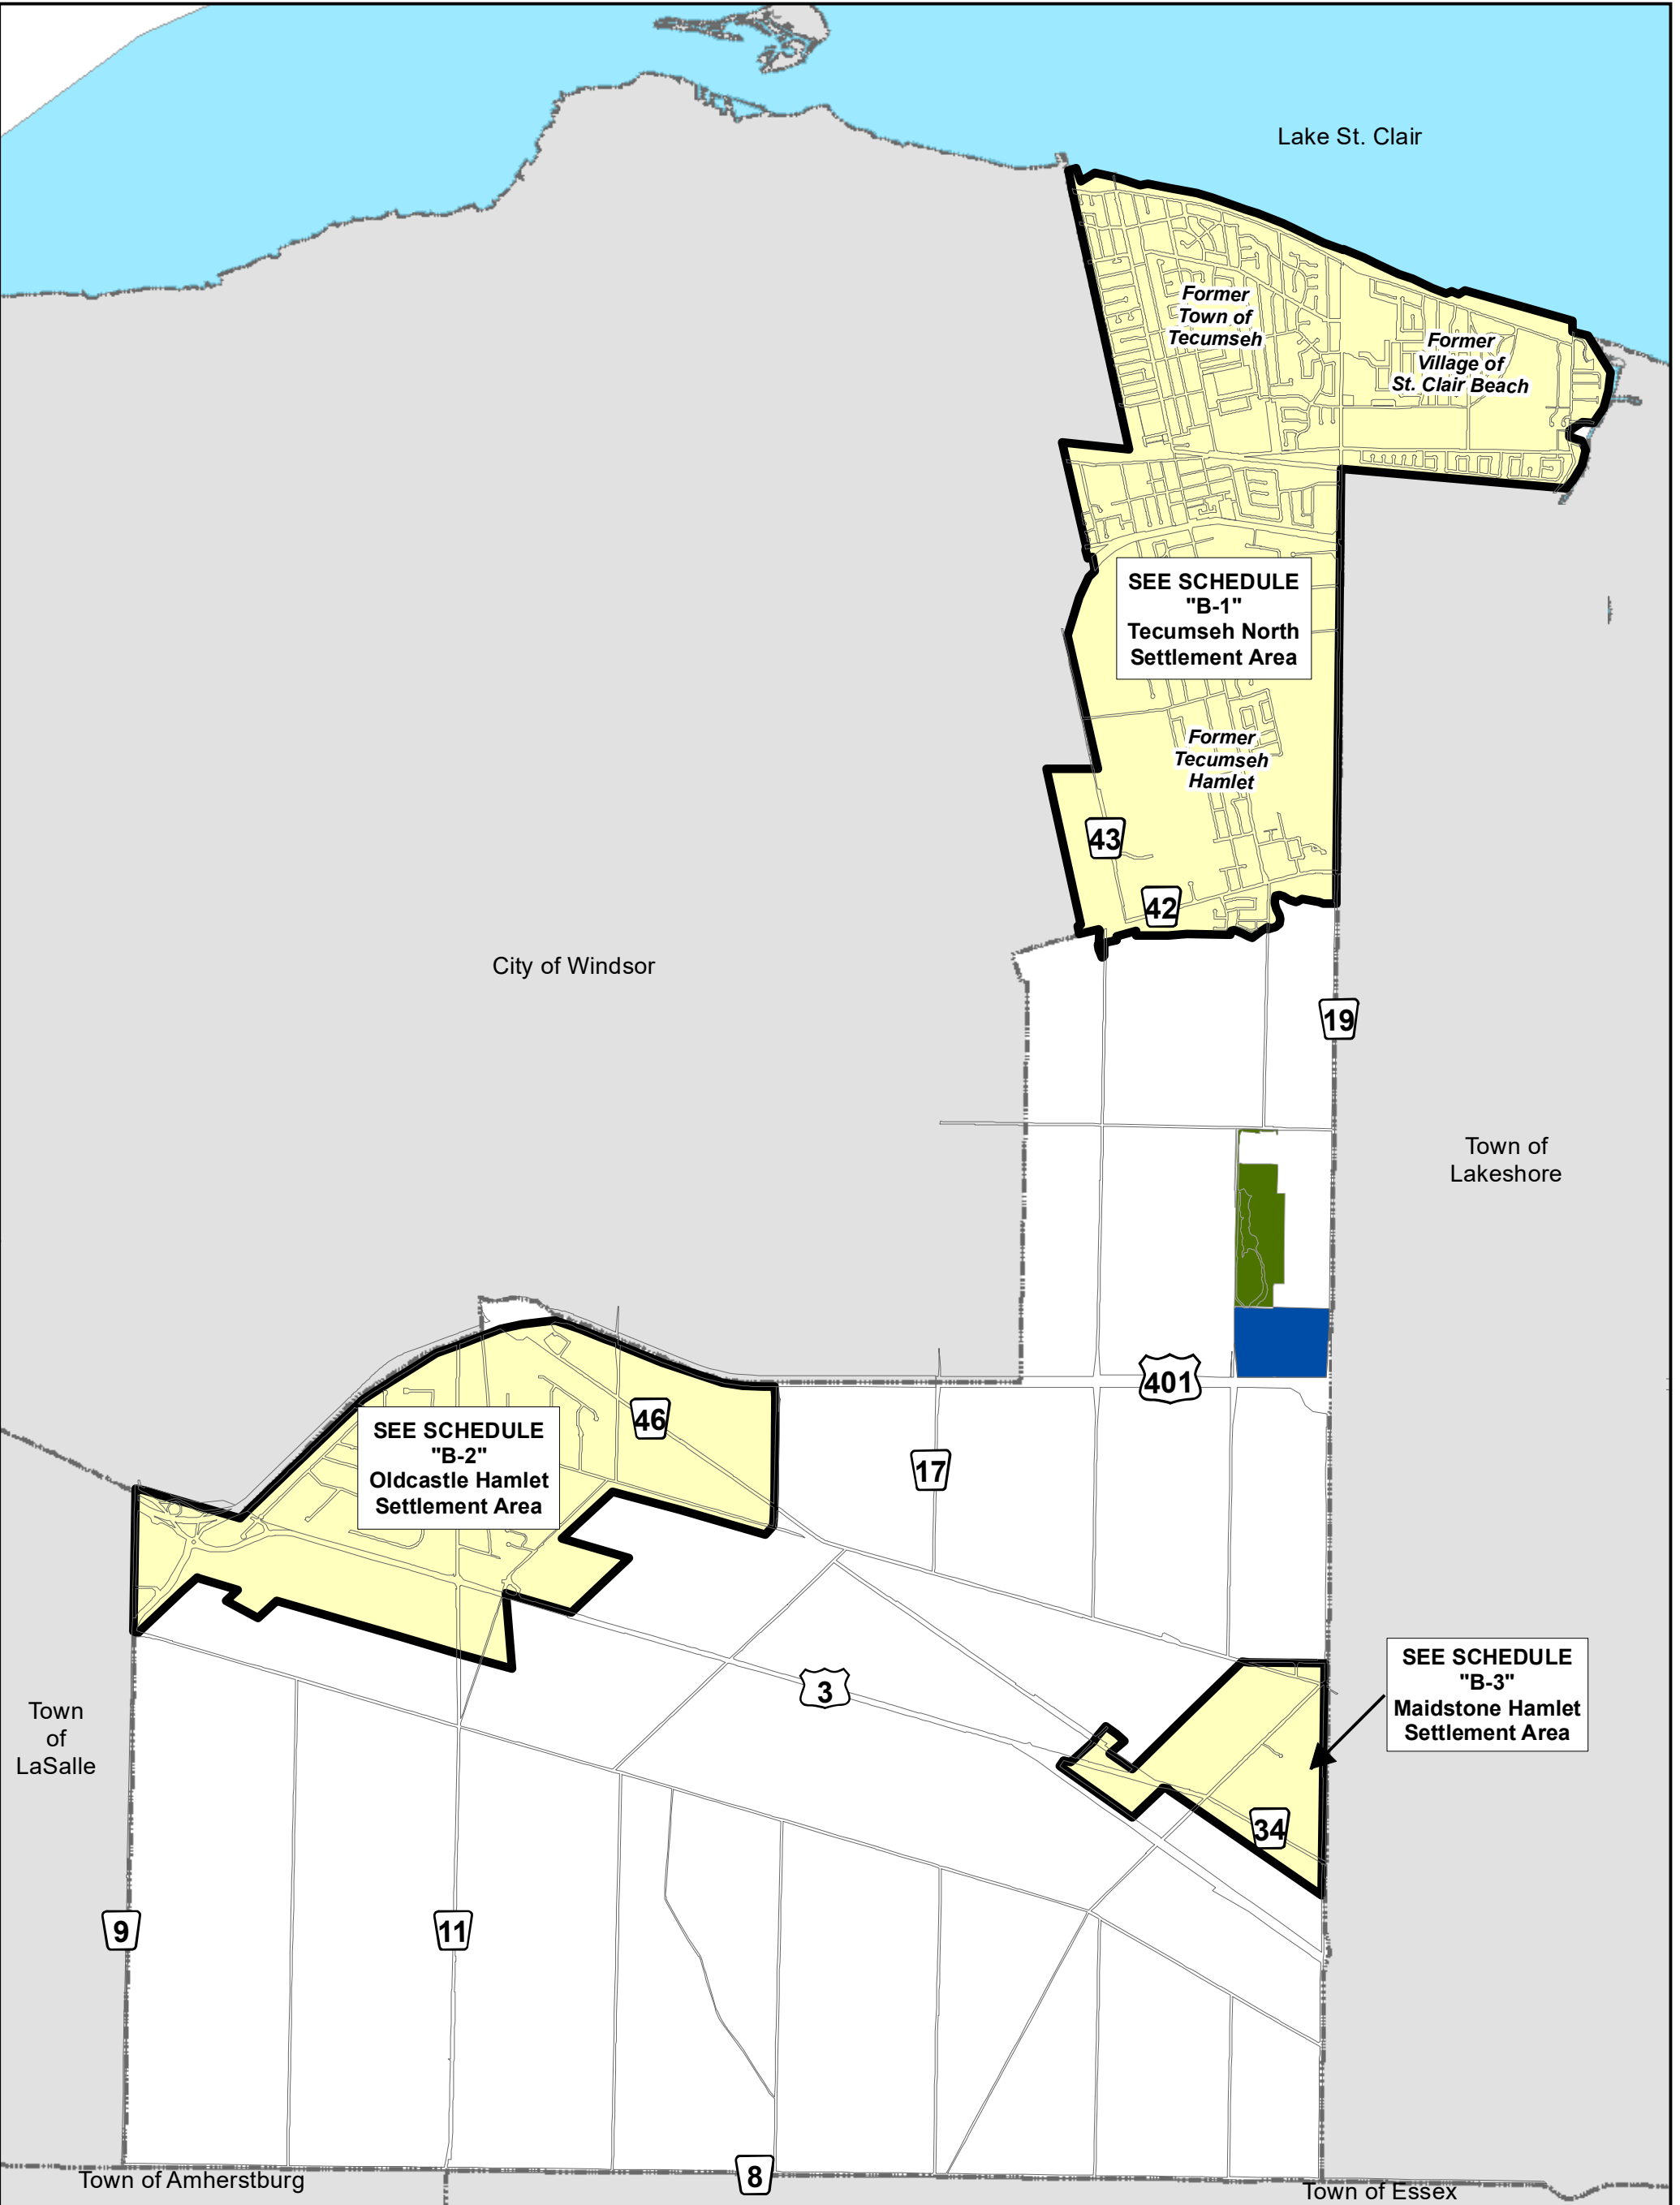 Lake St. Clair
Former
Town of
Tecumseh
Former
Village of
St. Clair Beach
SEE SCHEDULE
"B-1"
Tecumseh North
Settlement Area
Former
Tecumseh
Hamlet
43
42
City of Windsor
19
Town of
Lakeshore
401
46
SEE SCHEDULE
"B-2"
Oldcastle Hamlet
Settlement Area
17
SEE SCHEDULE
"B-3"
Maidstone Hamlet
Settlement Area
3
Town
of
LaSalle
34
9
11
8
Town of Amherstburg
Town of Essex